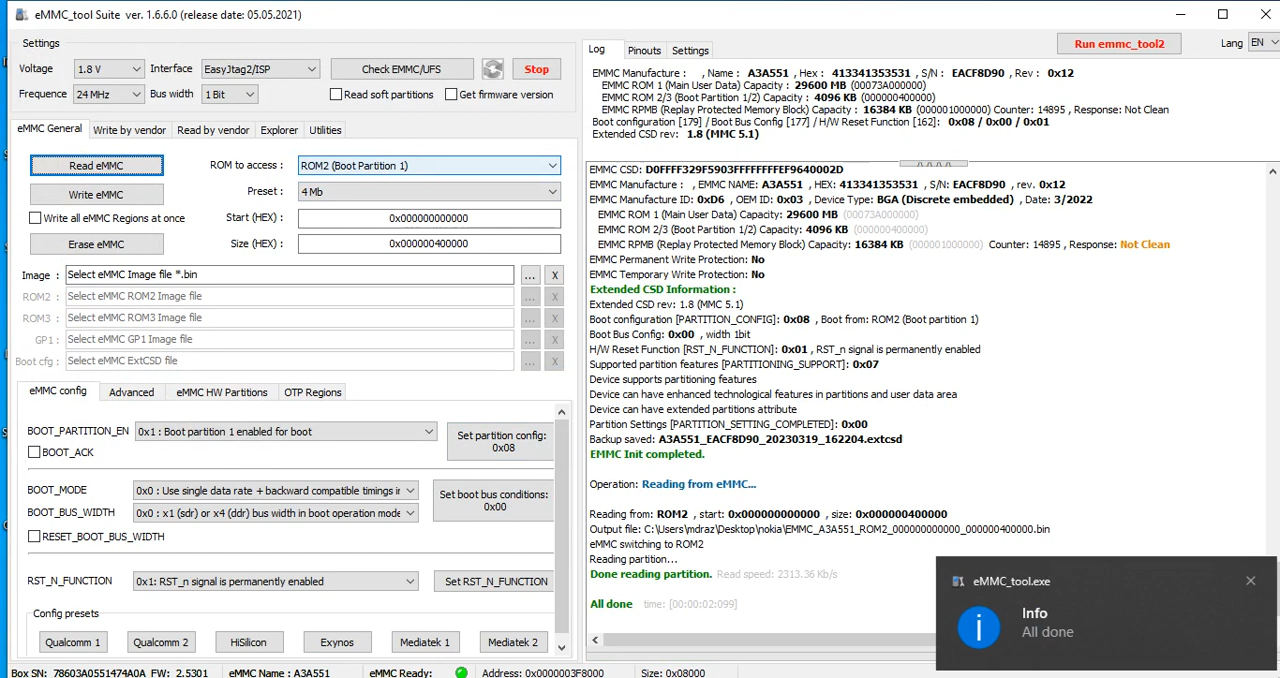 eMMC_tool Suite ver. 1.6.6.0 (release date: 05.05.2021)
Settings
Voltage 1.8 V Interface EasyJtag2/ISP Check EMMC/UFS Stop
Frequence 24 MHz Bus width 1 Bit Read soft partitions Get firmware version
eMMC General Write by vendor Read by vendor Explorer Utilities
Read eMMC ROM to access : ROM2 (Boot Partition 1)
Write eMMC Preset : 4 Mb
Write all eMMC Regions at once Start (HEX) : 0x000000000000
Erase eMMC Size (HEX) : 0x000000400000
Image : Select eMMC Image file *.bin ... X
ROM2 : Select eMMC ROM2 Image file ... X
ROM3 : Select eMMC ROM3 Image file ... X
GP1 : Select eMMC GP1 Image file ... X
Boot cfg : Select eMMC ExtCSD file ... X
eMMC config Advanced eMMC HW Partitions OTP Regions
BOOT_PARTITION_EN 0x1 : Boot partition 1 enabled for boot
Set partition config:
0x08
BOOT_ACK
BOOT_MODE 0x0 : Use single data rate + backward compatible timings in
Set boot bus conditions:
0x00
BOOT_BUS_WIDTH 0x0 : x1 (sdr) or x4 (ddr) bus width in boot operation mode
RESET_BOOT_BUS_WIDTH
RST_N_FUNCTION 0x1: RST_n signal is permanently enabled Set RST_N_FUNCTION
Config presets
Qualcomm 1 Qualcomm 2 HiSilicon Exynos Mediatek 1 Mediatek 2
Log Pinouts Settings Run emmc_tool2 Lang EN
EMMC Manufacture : , Name : A3A551 , Hex : 413341353531 , S/N : EACF8D90 , Rev : 0x12
EMMC ROM 1 (Main User Data) Capacity : 29600 MB (00073A000000)
EMMC ROM 2/3 (Boot Partition 1/2) Capacity : 4096 KB (000000400000)
EMMC RPMB (Replay Protected Memory Block) Capacity : 16384 KB (000001000000) Counter: 14895 , Response: Not Clean
Boot configuration [179] / Boot Bus Config [177] / H/W Reset Function [162]: 0x08 / 0x00 / 0x01
Extended CSD rev: 1.8 (MMC 5.1)
EMMC CSD: D0FFFF329F5903FFFFFFFFEF9640002D
EMMC Manufacture : , EMMC NAME: A3A551 , HEX: 413341353531 , S/N: EACF8D90 , rev. 0x12
EMMC Manufacture ID: 0xD6 , OEM ID: 0x03 , Device Type: BGA (Discrete embedded) , Date: 3/2022
EMMC ROM 1 (Main User Data) Capacity: 29600 MB (00073A000000)
EMMC ROM 2/3 (Boot Partition 1/2) Capacity: 4096 KB (000000400000)
EMMC RPMB (Replay Protected Memory Block) Capacity: 16384 KB (000001000000) Counter: 14895 , Response: Not Clean
EMMC Permanent Write Protection: No
EMMC Temporary Write Protection: No
Extended CSD Information :
Extended CSD rev: 1.8 (MMC 5.1)
Boot configuration [PARTITION_CONFIG]: 0x08 , Boot from: ROM2 (Boot partition 1)
Boot Bus Config: 0x00 , width 1bit
H/W Reset Function [RST_N_FUNCTION]: 0x01 , RST_n signal is permanently enabled
Supported partition features [PARTITIONING_SUPPORT]: 0x07
Device supports partitioning features
Device can have enhanced technological features in partitions and user data area
Device can have extended partitions attribute
Partition Settings [PARTITION_SETTING_COMPLETED]: 0x00
Backup saved: A3A551_EACF8D90_20230319_162204.extcsd
EMMC Init completed.
Operation: Reading from eMMC...
Reading from: ROM2 , start: 0x000000000000 , size: 0x000000400000
Output file: C:\Users\mdraz\Desktop\nokia\EMMC_A3A551_ROM2_000000000000_000000400000.bin
eMMC switching to ROM2
Reading partition...
Done reading partition. Read speed: 2313.36 Kb/s
All done time: [00:00:02:099]
eMMC_tool.exe
Info
All done
Box SN: 78603A0551474A0A FW: 2.5301 eMMC Name : A3A551 eMMC Ready: Address: 0x0000003F8000 Size: 0x08000